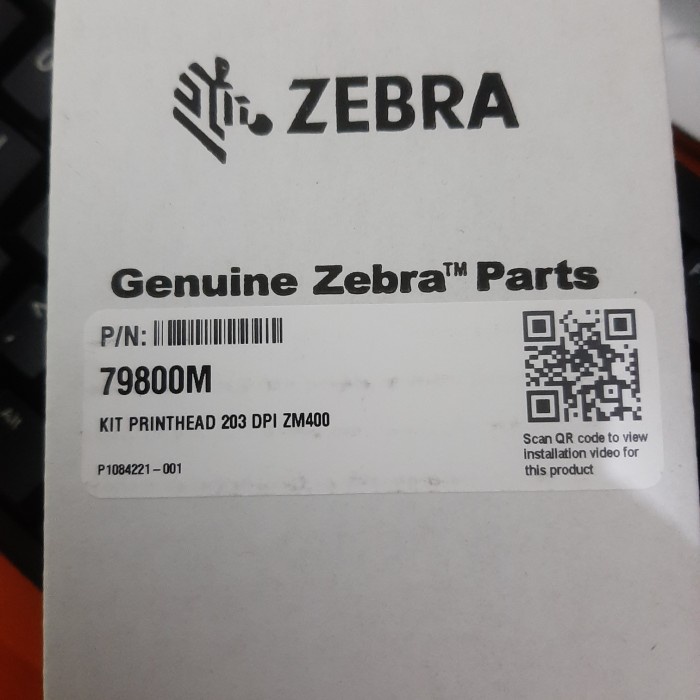 ZEBRA
Genuine Zebra™ Parts
P/N:
79800M
KIT PRINTHEAD 203 DPI ZM400
P1084221-001
Scan QR code to view
installation video for
this product